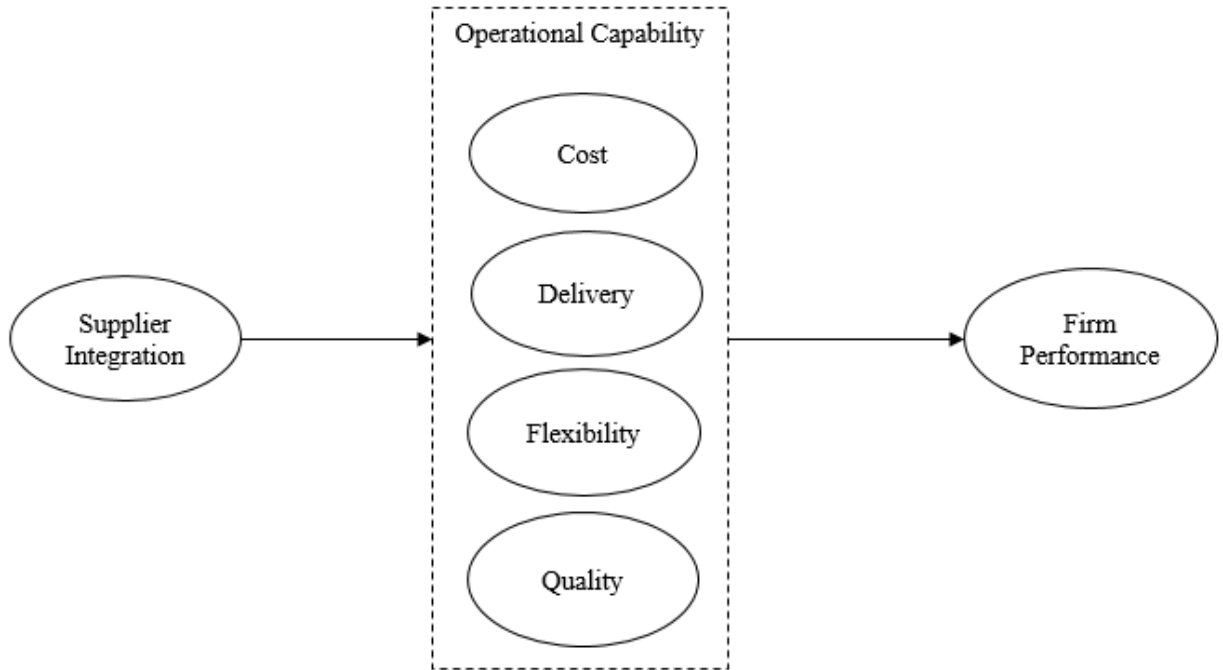 Operational Capability
Cost
Delivery
Supplier
Integration
Firm
Performance
Flexibility
Quality